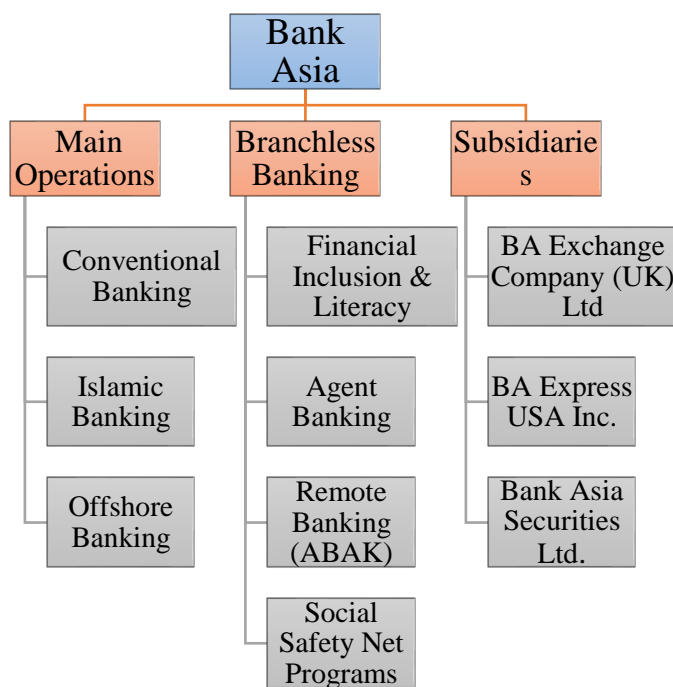 Bank
Asia
Main
Operations
Branchless
Banking
Subsidiarie
s
Conventional
Banking
Islamic
Banking
Offshore
Banking
Financial
Inclusion &
Literacy
Agent
Banking
Remote
Banking
(ABAK)
Social
Safety Net
Programs
BA Exchange
Company (UK)
Ltd
BA Express
USA Inc.
Bank Asia
Securities
Ltd.